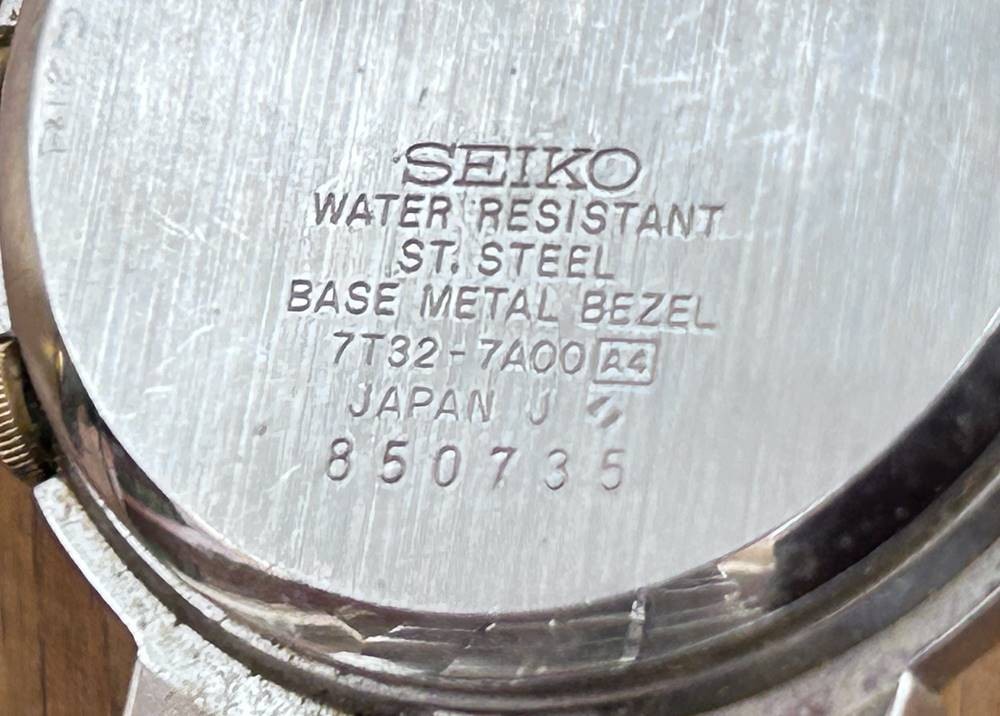 SEIKO
WATER RESISTANT
ST. STEEL
BASE METAL BEZEL
7T32-7A00 A4
JAPAN J
850735